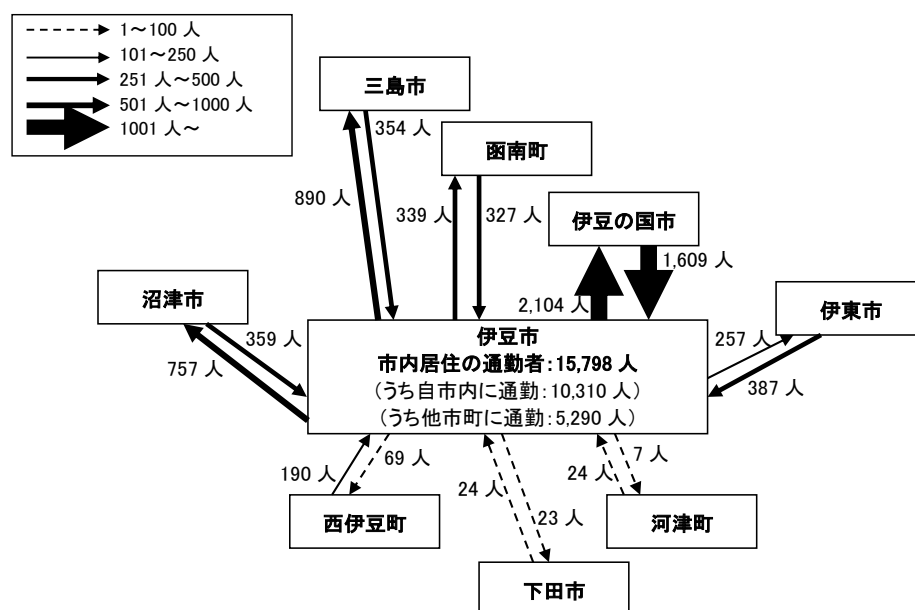 1～100 人
101～250 人
251 人～500 人
501 人～1000 人
1001 人～
三島市
354 人
函南町
890 人
339 人
327 人
伊豆の国市
1,609 人
2,104 人
沼津市
359 人
757 人
伊東市
257 人
387 人
伊豆市
市内居住の通勤者：15,798 人
（うち自市内に通勤：10,310 人）
（うち他市町に通勤：5,290 人）
190 人
69 人
西伊豆町
24 人
23 人
下田市
24 人
7 人
河津町